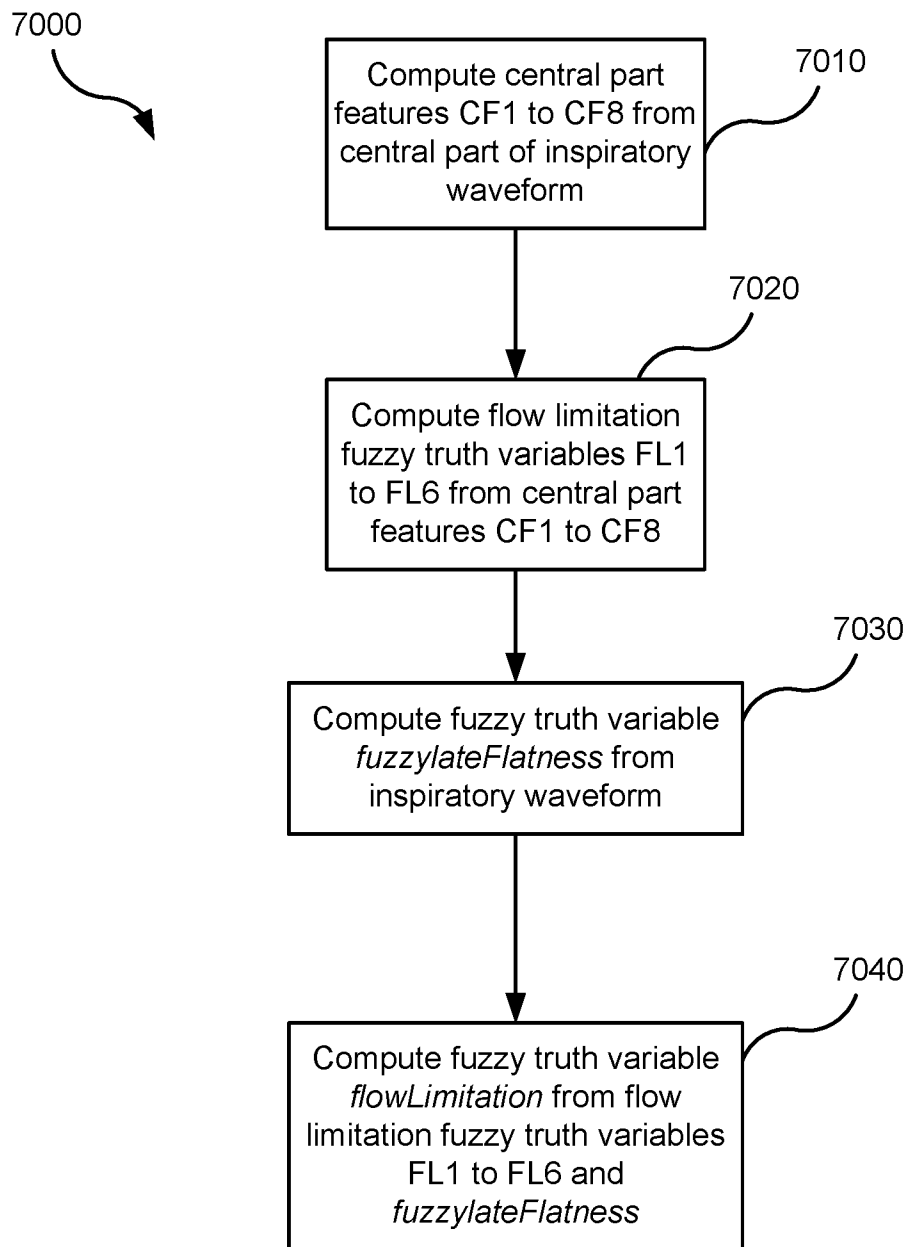 7000
Compute central part
features CF1 to CF8 from
central part of inspiratory
waveform
7010
7020
Compute flow limitation
fuzzy truth variables FL1
to FL6 from central part
features CF1 to CF8
7030
Compute fuzzy truth variable
fuzzylateFlatness from
inspiratory waveform
7040
Compute fuzzy truth variable
flowLimitation from flow
limitation fuzzy truth variables
FL1 to FL6 and
fuzzylateFlatness